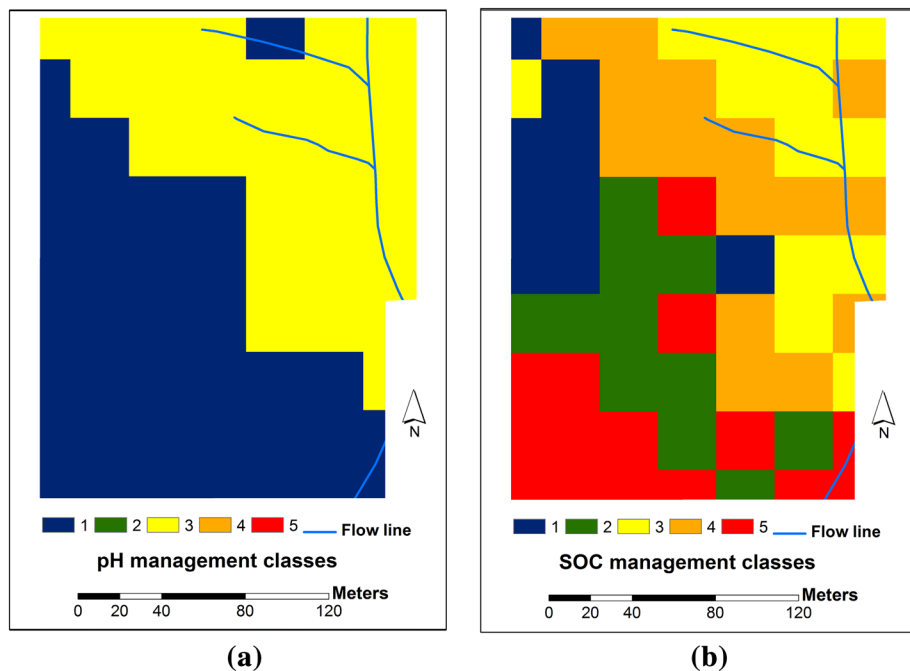 N
1 2 3 4 5 Flow line
pH management classes
Meters
0 20 40 80 120
(a)
N
1 2 3 4 5 Flow line
SOC management classes
Meters
0 20 40 80 120
(b)